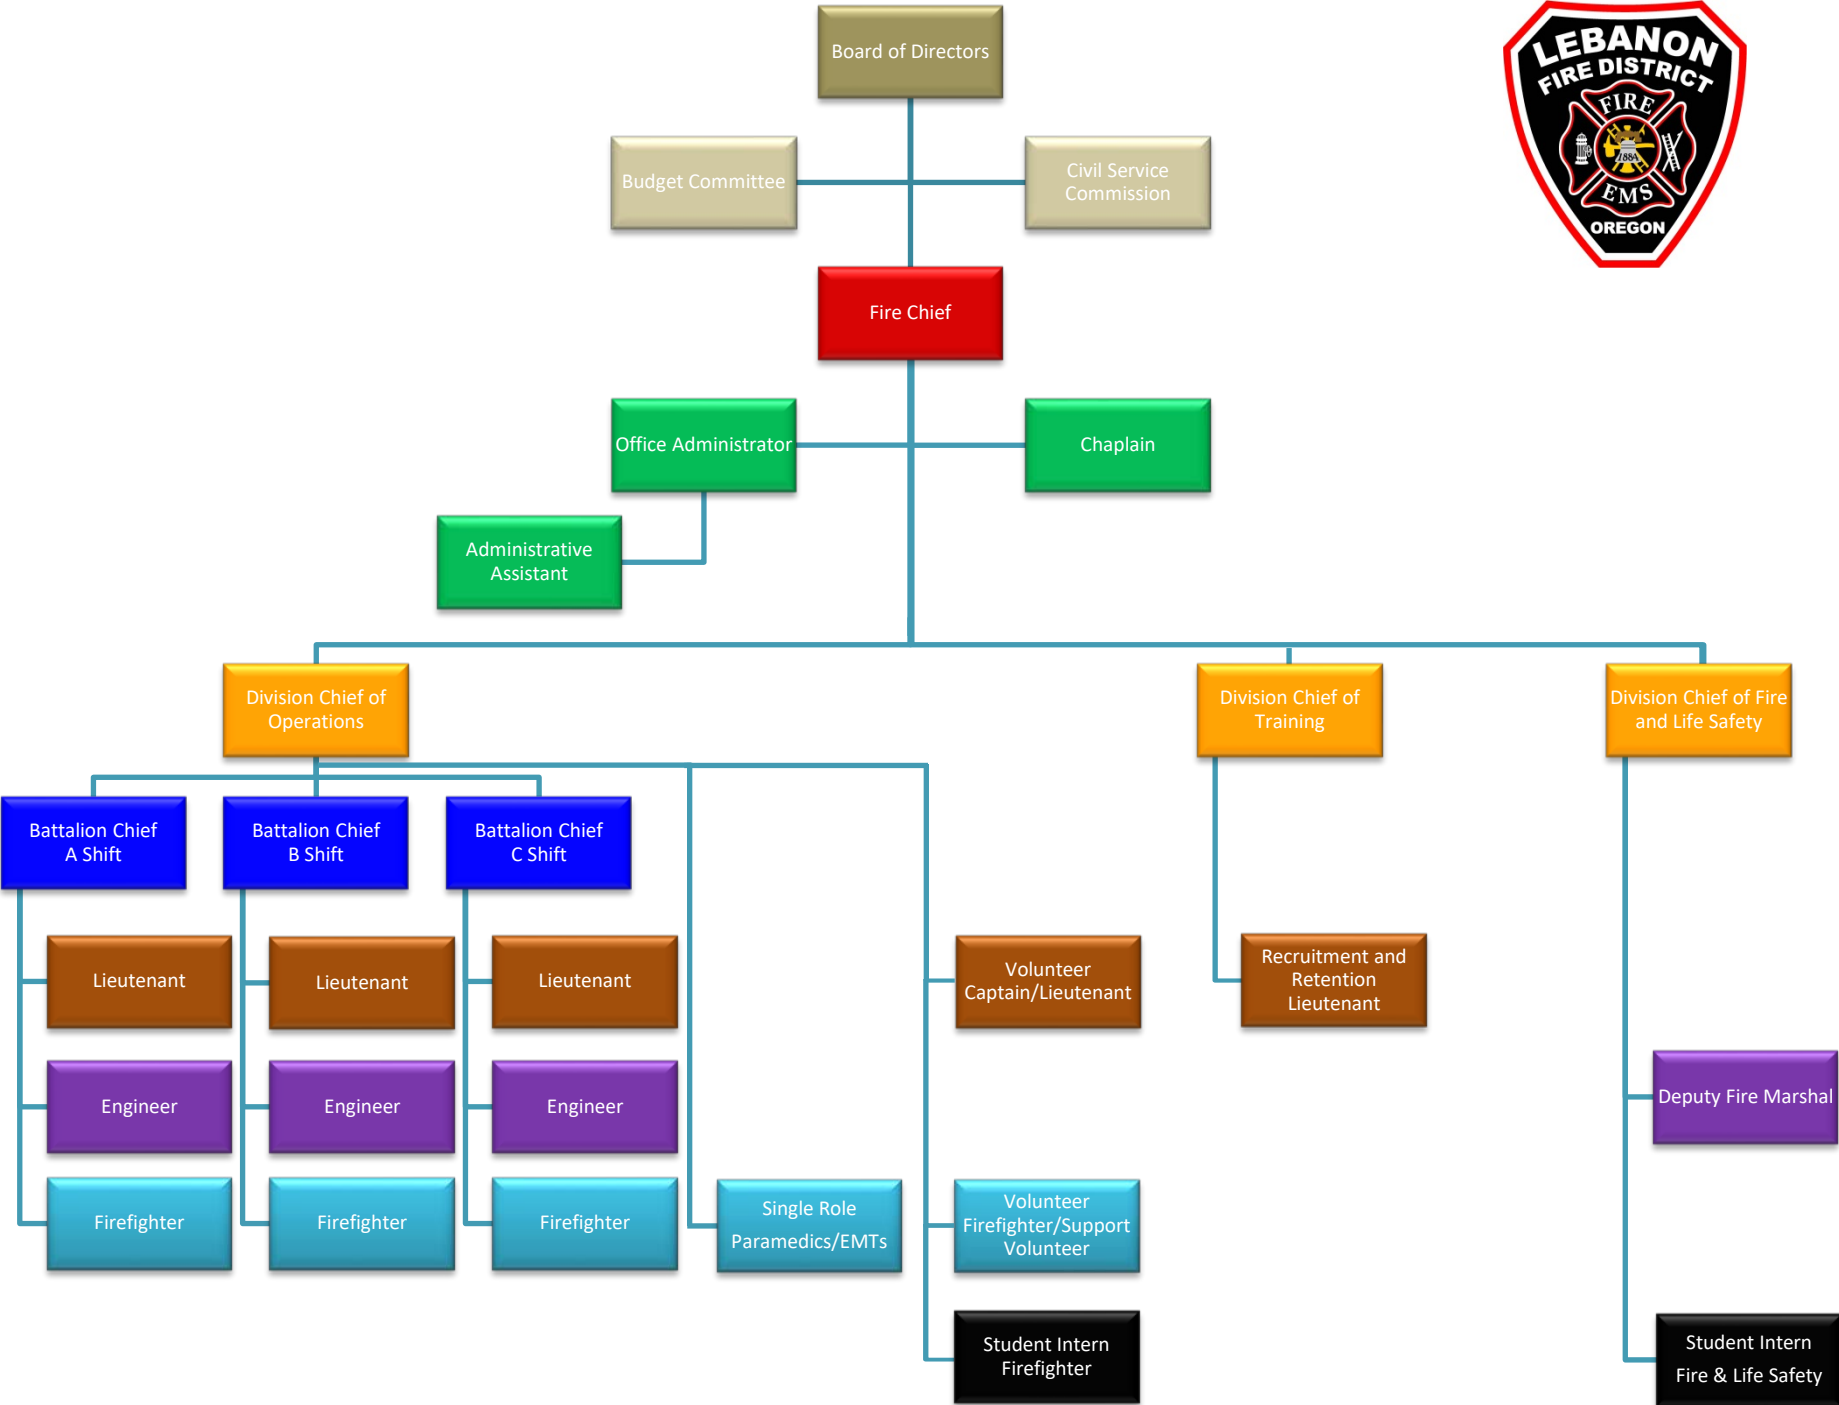 Board of Directors
LEBANON
FIRE DISTRICT
FIRE
1884
EMS
OREGON
Budget Committee
Civil Service
Commission
Fire Chief
Office Administrator
Chaplain
Administrative
Assistant
Division Chief of
Operations
Division Chief of
Training
Division Chief of Fire
and Life Safety
Battalion Chief
A Shift
Battalion Chief
B Shift
Battalion Chief
C Shift
Lieutenant
Lieutenant
Lieutenant
Volunteer
Captain/Lieutenant
Recruitment and
Retention
Lieutenant
Engineer
Engineer
Engineer
Deputy Fire Marshal
Firefighter
Firefighter
Firefighter
Single Role
Paramedics/EMTs
Volunteer
Firefighter/Support
Volunteer
Student Intern
Firefighter
Student Intern
Fire & Life Safety